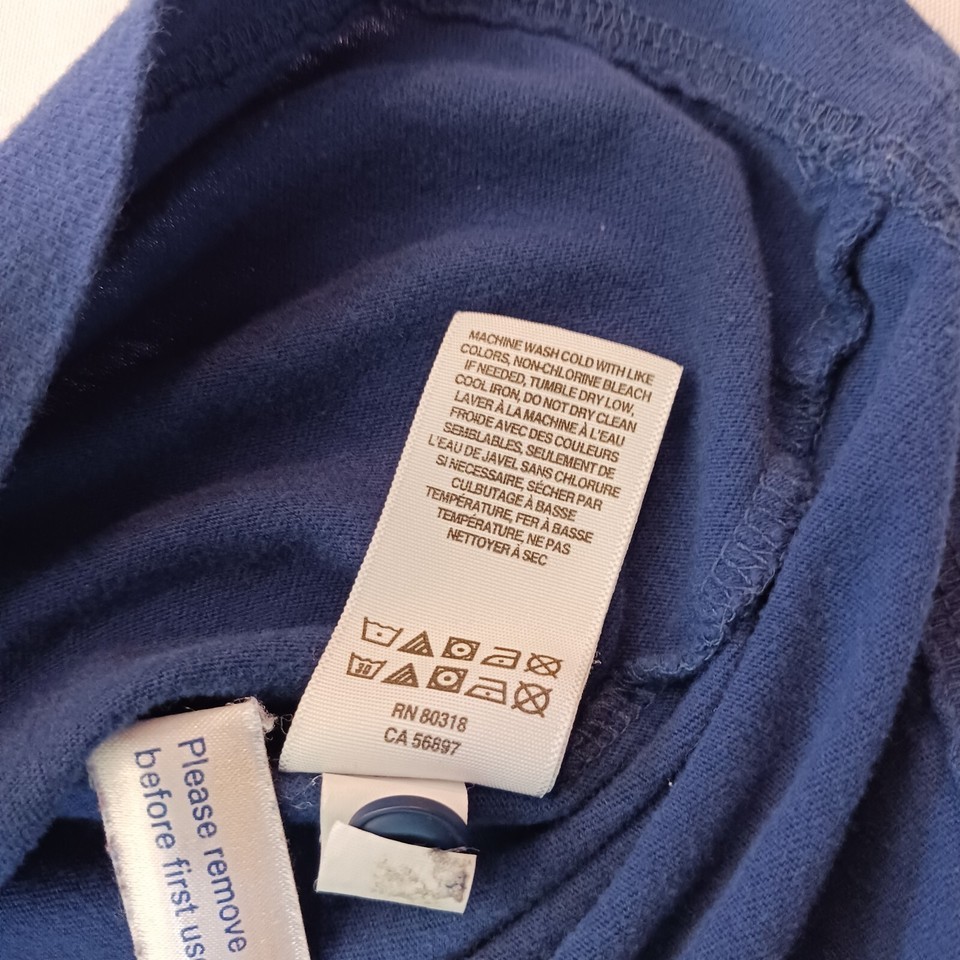 MACHINE WASH COLD WITH LIKE
COLORS, NON-CHLORINE BLEACH
IF NEEDED, TUMBLE DRY LOW,
COOL IRON, DO NOT DRY CLEAN
LAVER À LA MACHINE À L'EAU
FROIDE AVEC DES COULEURS
SEMBLABLES, SEULEMENT DE
L'EAU DE JAVEL SANS CHLORURE
SI NECESSAIRE, SÉCHER PAR
CULBUTAGE À BASSE
TEMPÉRATURE, FER À BASSE
TEMPÉRATURE, NE PAS
NETTOYER À SEC
30
RN 80318
CA 56897
Please remove
before first use